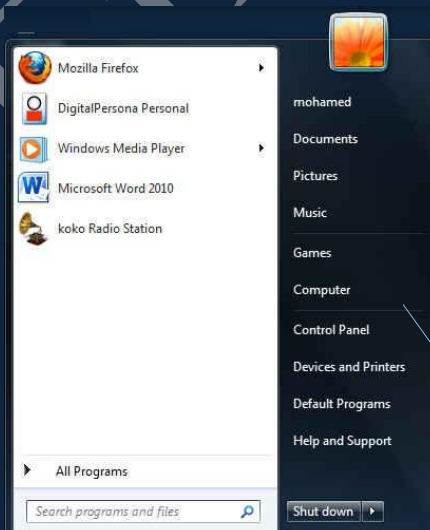 Mozilla Firefox
DigitalPersona Personal
Windows Media Player
Microsoft Word 2010
koko Radio Station
All Programs
Search programs and files
mohamed
Documents
Pictures
Music
Games
Computer
Control Panel
Devices and Printers
Default Programs
Help and Support
Shut down